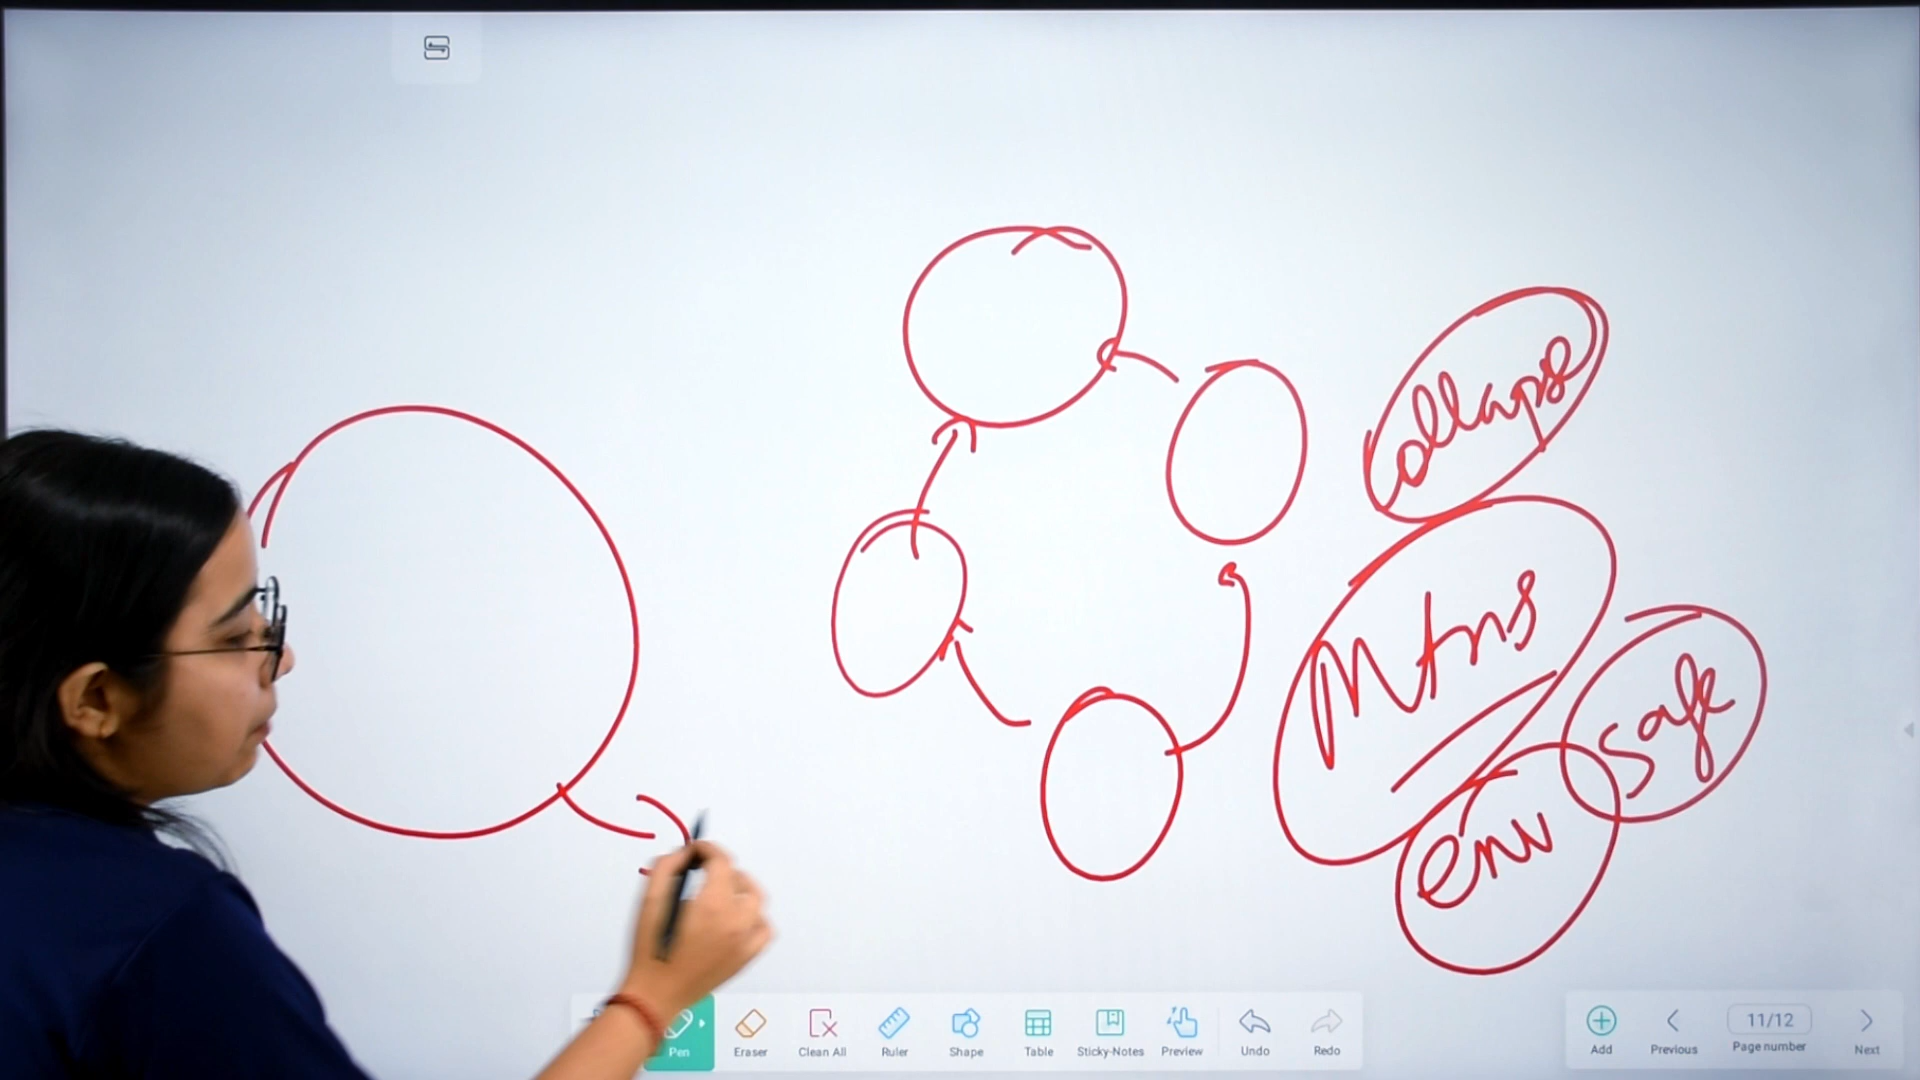 collapse
Mtns
safe
env
Pen
Eraser
Clean All
Ruler
Shape
Table
Sticky-Notes
Preview
Undo
Redo
Add
Previous
11/12
Page number
Next